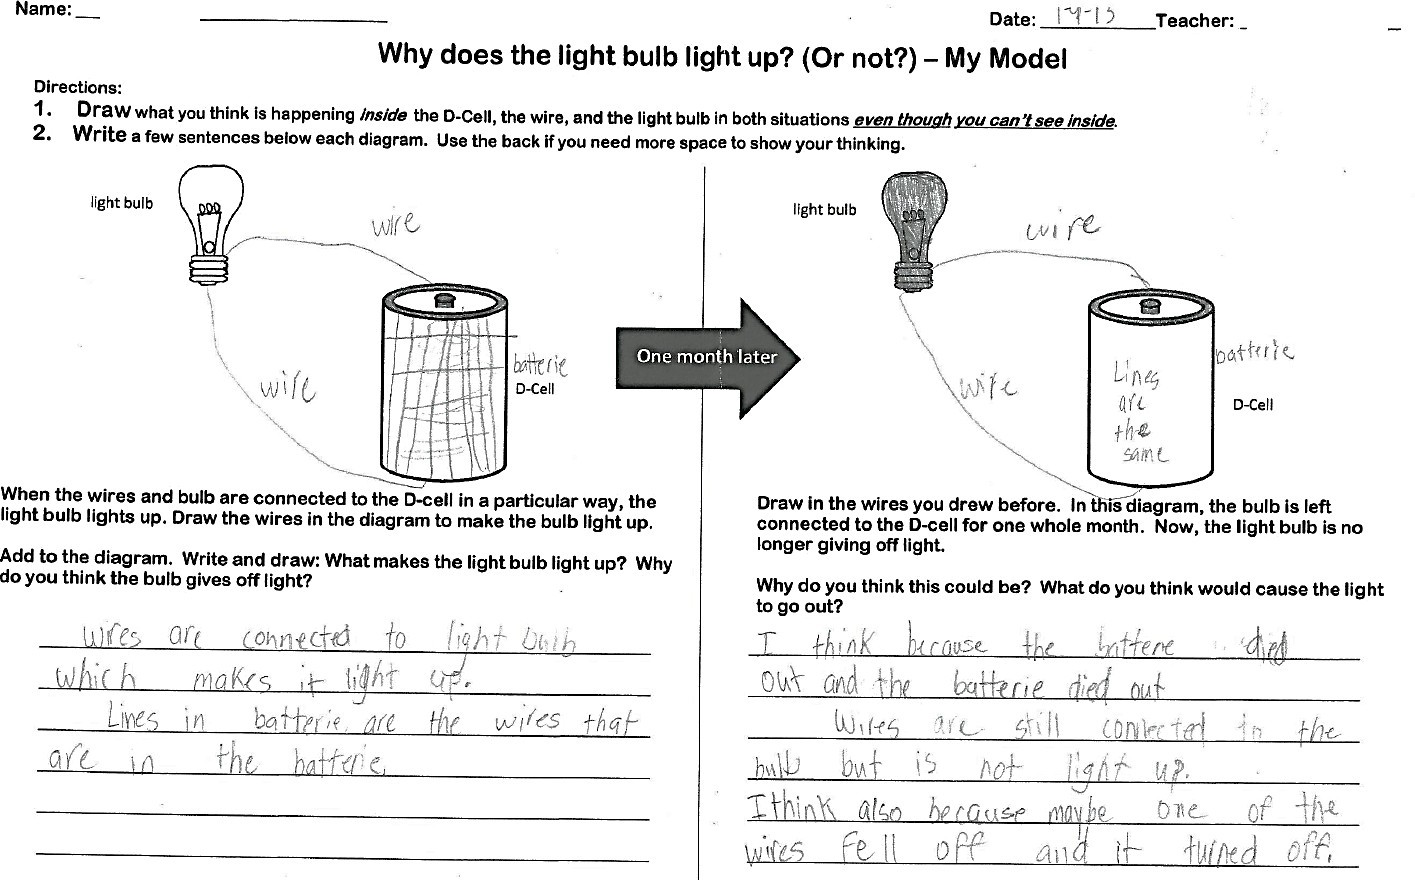 Name:
Date: Teacher:
Why does the light bulb light up? (Or not?) – My Model
Directions:
1. Draw what you think is happening inside the D-Cell, the wire, and the light bulb in both situations even though you can't see inside.
2. Write a few sentences below each diagram. Use the back if you need more space to show your thinking.
light bulb
wire
wire
batterie
D-Cell
When the wires and bulb are connected to the D-cell in a particular way, the
light bulb lights up. Draw the wires in the diagram to make the bulb light up.
Add to the diagram. Write and draw: What makes the light bulb light up? Why
do you think the bulb gives off light?
wires are connected to light bulb
which makes it light up.
Lines in batterie are the wires that
are in the batterie.
One month later
light bulb
wire
wire
batterie
D-Cell
Lines
are
the
same
Draw in the wires you drew before. In this diagram, the bulb is left
connected to the D-cell for one whole month. Now, the light bulb is no
longer giving off light.
Why do you think this could be? What do you think would cause the light
to go out?
I think because the batterie died
out and the batterie died out
Wires are still connected to the
bulb but is not light up.
I think also because maybe one of the
wires fell off and it turned off.